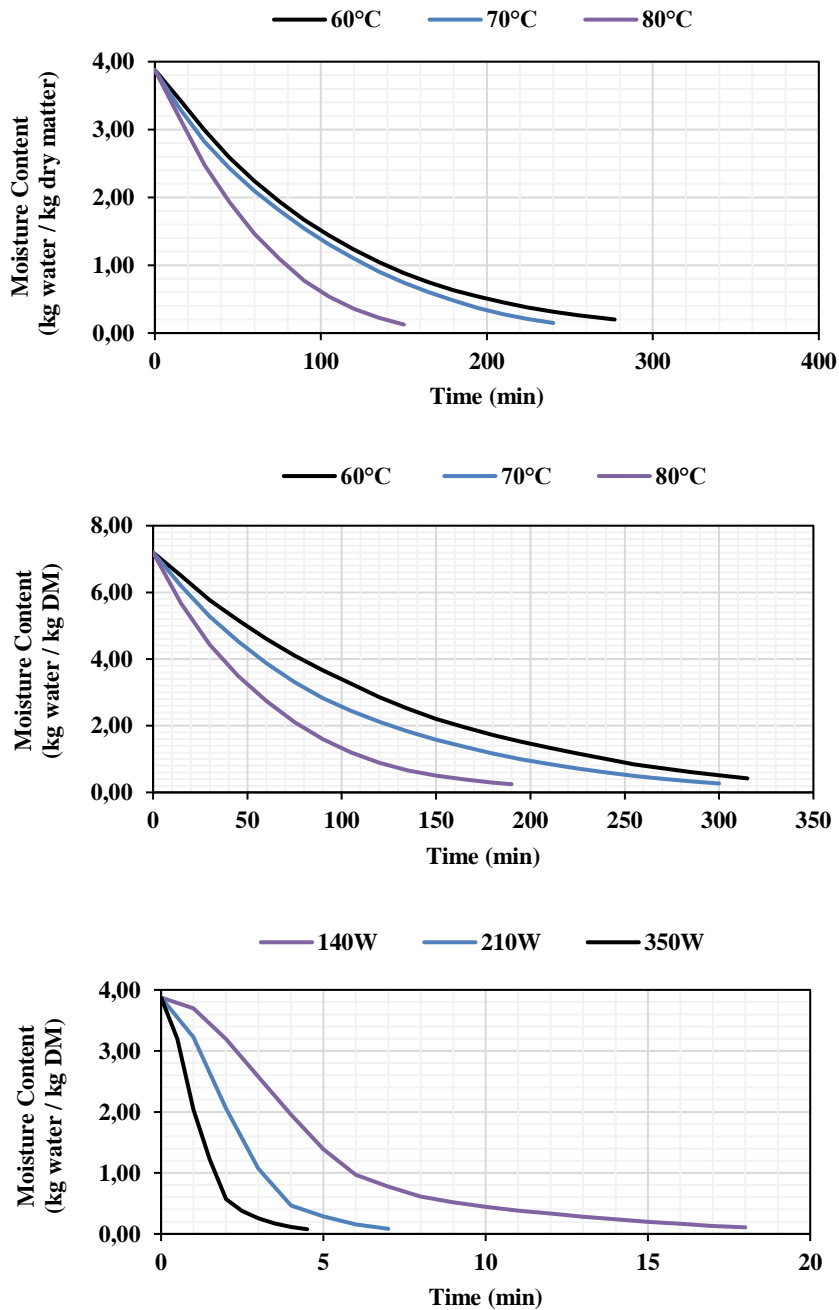 60°C 70°C 80°C
4,00
3,00
2,00
1,00
0,00
Moisture Content
(kg water / kg dry matter)
0 100 200 300 400
Time (min)
60°C 70°C 80°C
8,00
6,00
4,00
2,00
0,00
Moisture Content
(kg water / kg DM)
0 50 100 150 200 250 300 350
Time (min)
140W 210W 350W
4,00
3,00
2,00
1,00
0,00
Moisture Content
(kg water / kg DM)
0 5 10 15 20
Time (min)